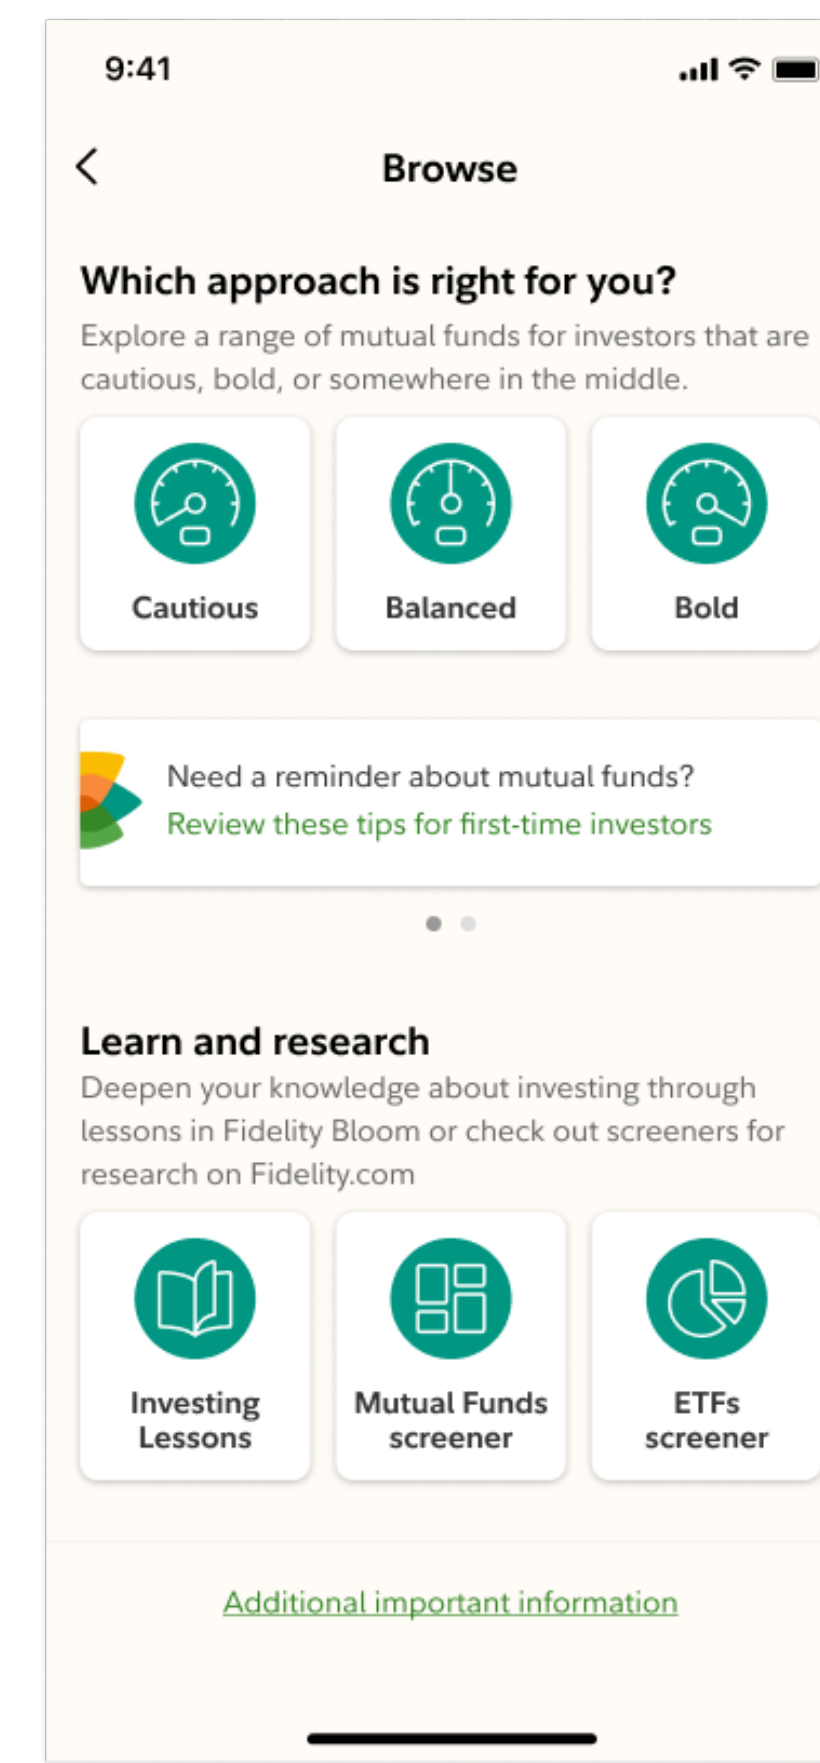 9:41
Browse
Which approach is right for you?
Explore a range of mutual funds for investors that are
cautious, bold, or somewhere in the middle.
Cautious
Balanced
Bold
Need a reminder about mutual funds?
Review these tips for first-time investors
Learn and research
Deepen your knowledge about investing through
lessons in Fidelity Bloom or check out screeners for
research on Fidelity.com
Investing
Lessons
Mutual Funds
screener
ETFs
screener
Additional important information